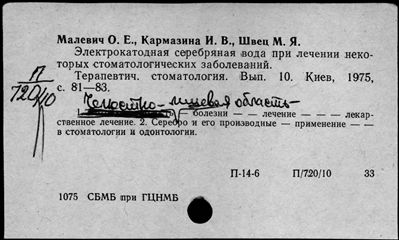 Малевич О. Е., Кармазина И. В., Швец М. Я.
Электрокатодная серебряная вода при лечении неко-
торых стоматологических заболеваний.
Терапевтич. стоматология. Вып. 10. Киев, 1975,
с. 81—83.
П
720/10
Челюстно-лицевая область-
— болезни — — лечение — — — лекар-
ственное лечение. 2. Серебро и его производные — применение — —
в стоматологии и одонтологии.
П-14-6 П/720/10 33
1075 СБМБ при ГЦНМБ